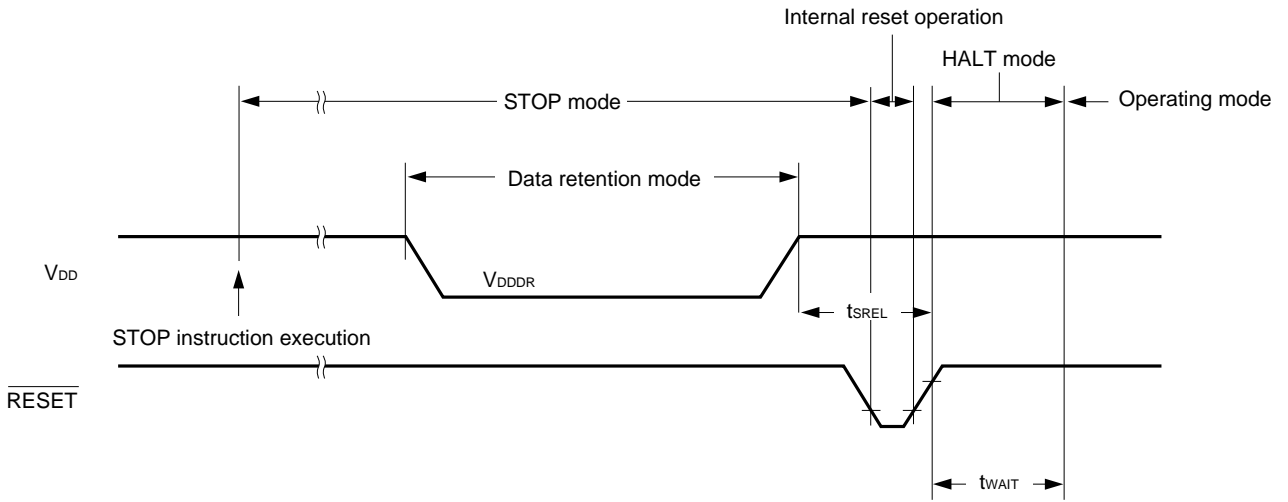 Internal reset operation
HALT mode
STOP mode
Operating mode
Data retention mode
VDD
VDDDR
tSREL
STOP instruction execution
RESET
tWAIT